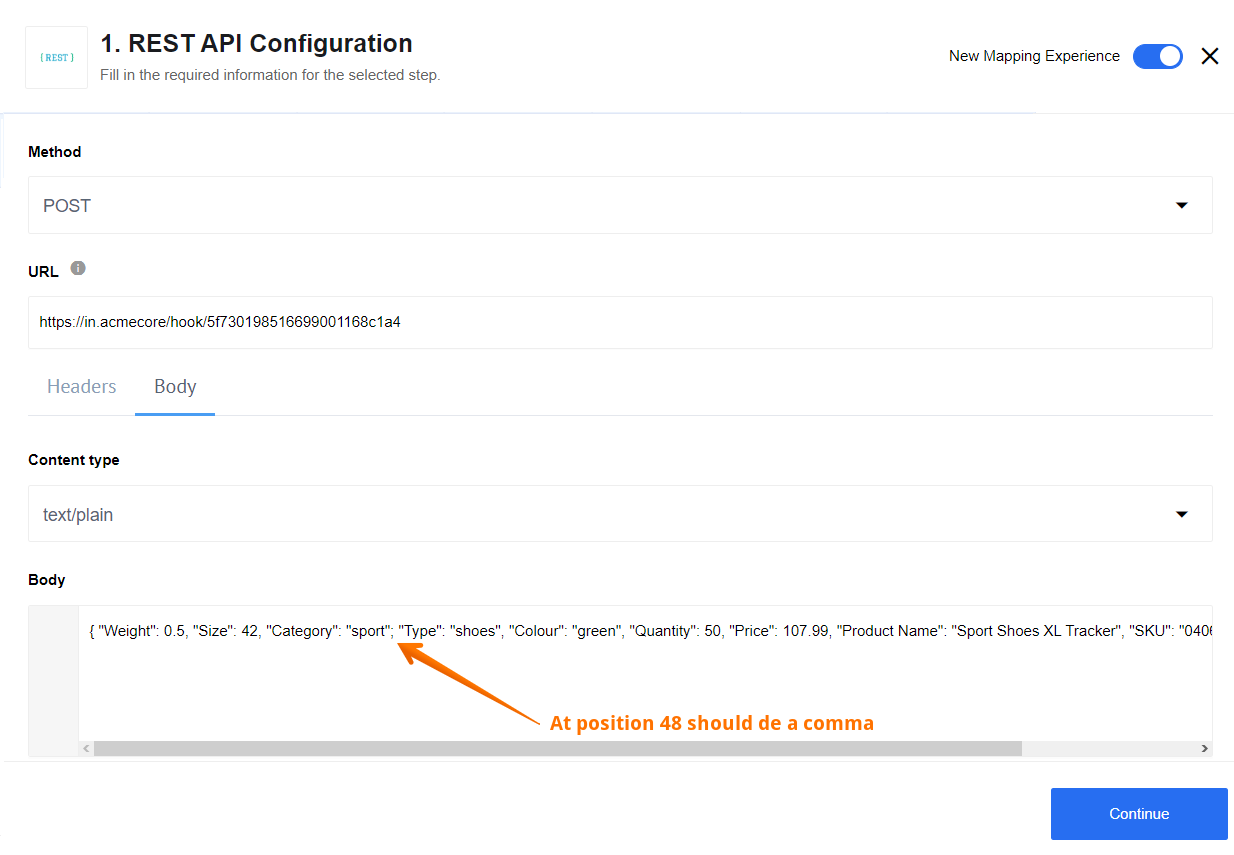 { REST }
1. REST API Configuration
Fill in the required information for the selected step.
New Mapping Experience
Method
POST
URL
https://in.acmecore/hook/5f730198516699001168c1a4
Headers Body
Content type
text/plain
Body
{ "Weight": 0.5, "Size": 42, "Category": "sport"; "Type": "shoes", "Colour": "green", "Quantity": 50, "Price": 107.99, "Product Name": "Sport Shoes XL Tracker", "SKU": "040
At position 48 should de a comma
Continue